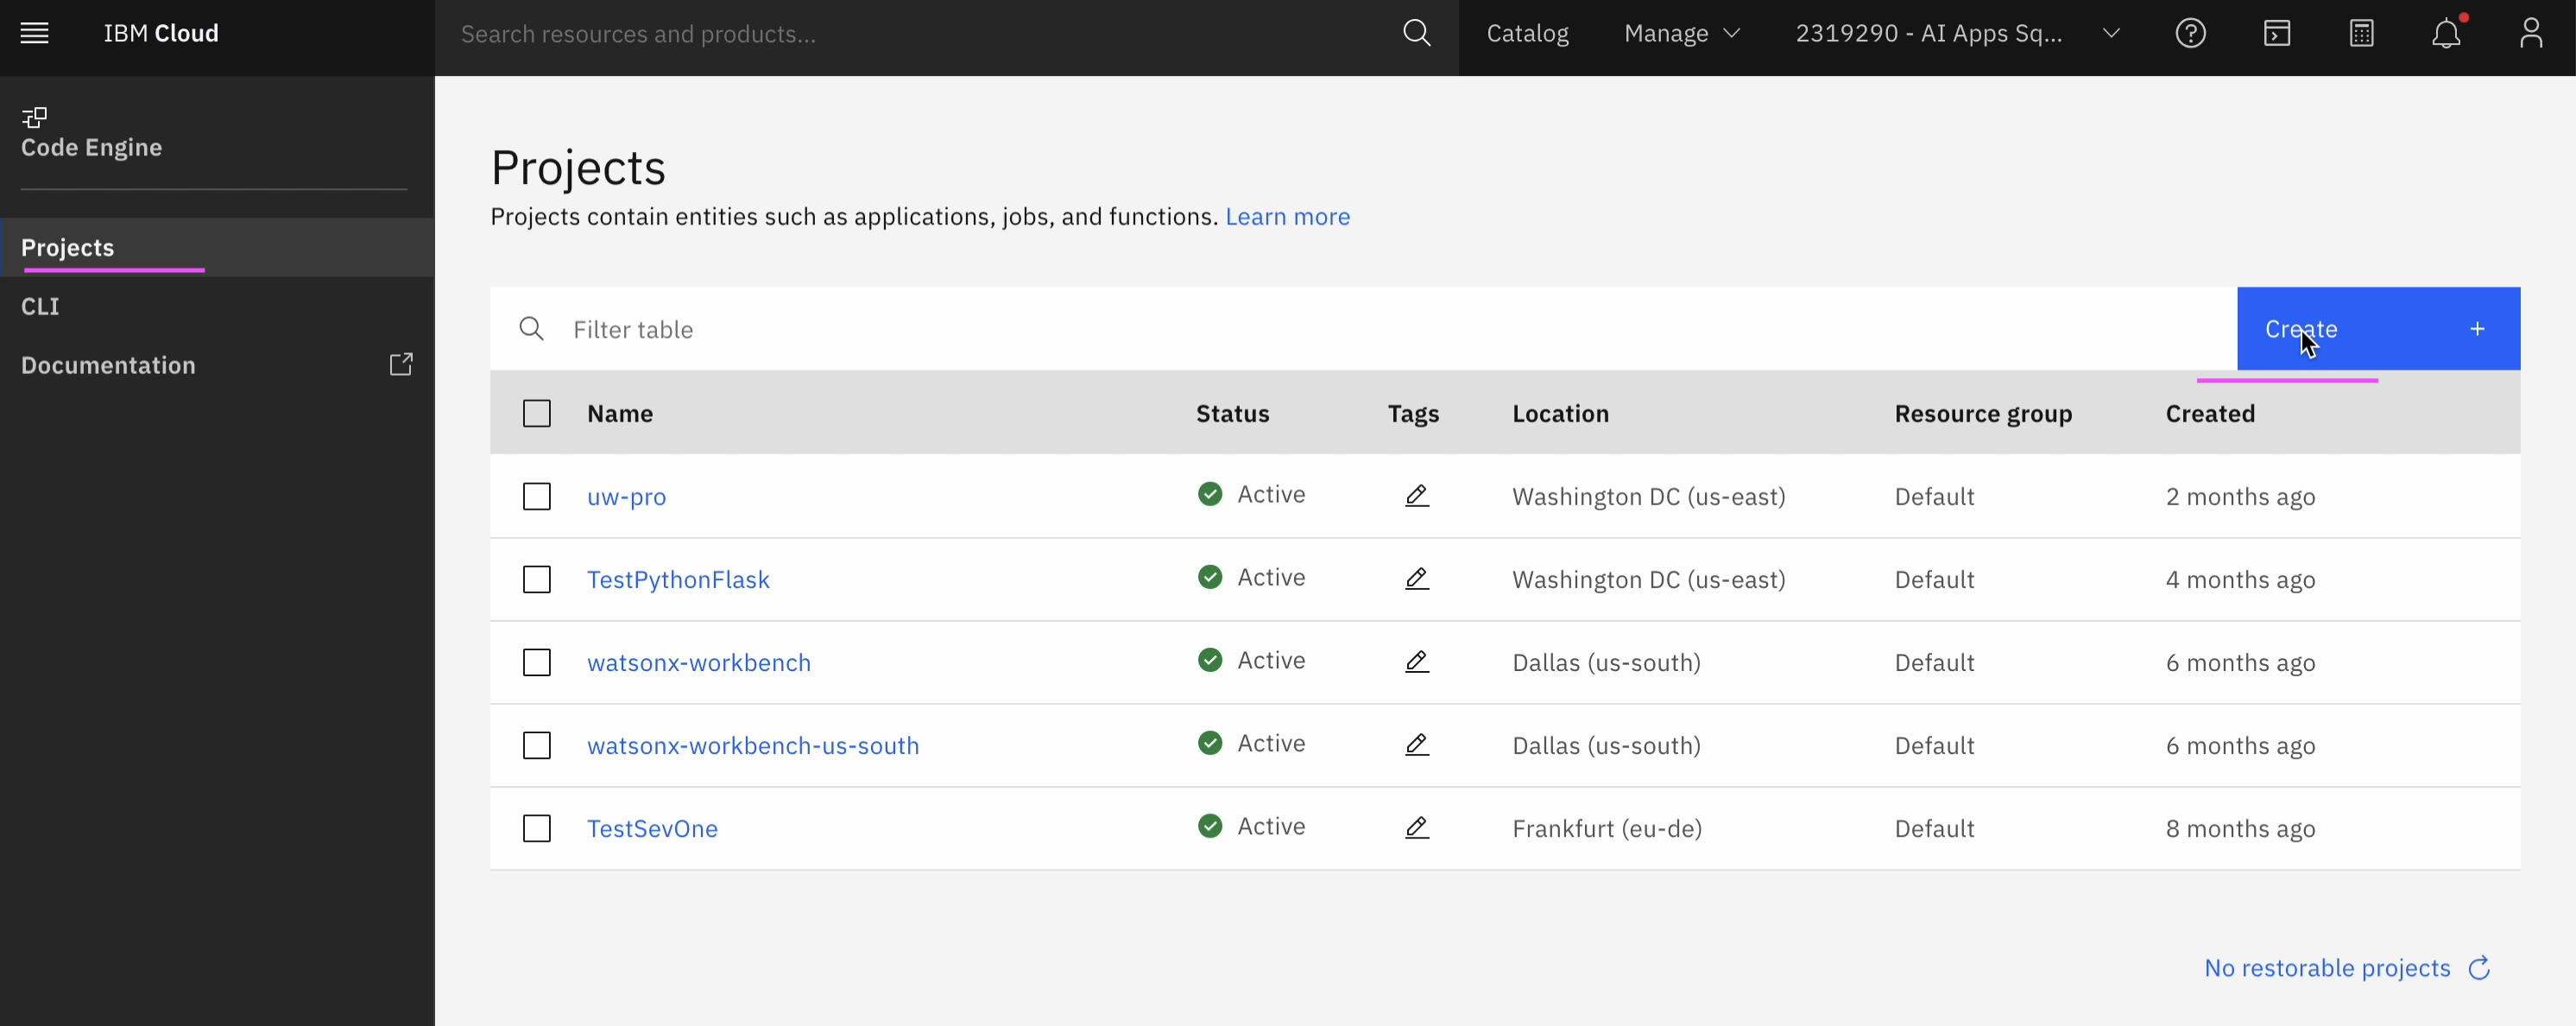 IBM Cloud
Search resources and products...
Catalog
Manage
2319290 - AI Apps Sq...
Code Engine
Projects
CLI
Documentation
Projects
Projects contain entities such as applications, jobs, and functions. Learn more
Filter table
Create +
Name Status Tags Location Resource group Created
uw-pro Active Washington DC (us-east) Default 2 months ago
TestPythonFlask Active Washington DC (us-east) Default 4 months ago
watsonx-workbench Active Dallas (us-south) Default 6 months ago
watsonx-workbench-us-south Active Dallas (us-south) Default 6 months ago
TestSevOne Active Frankfurt (eu-de) Default 8 months ago
No restorable projects